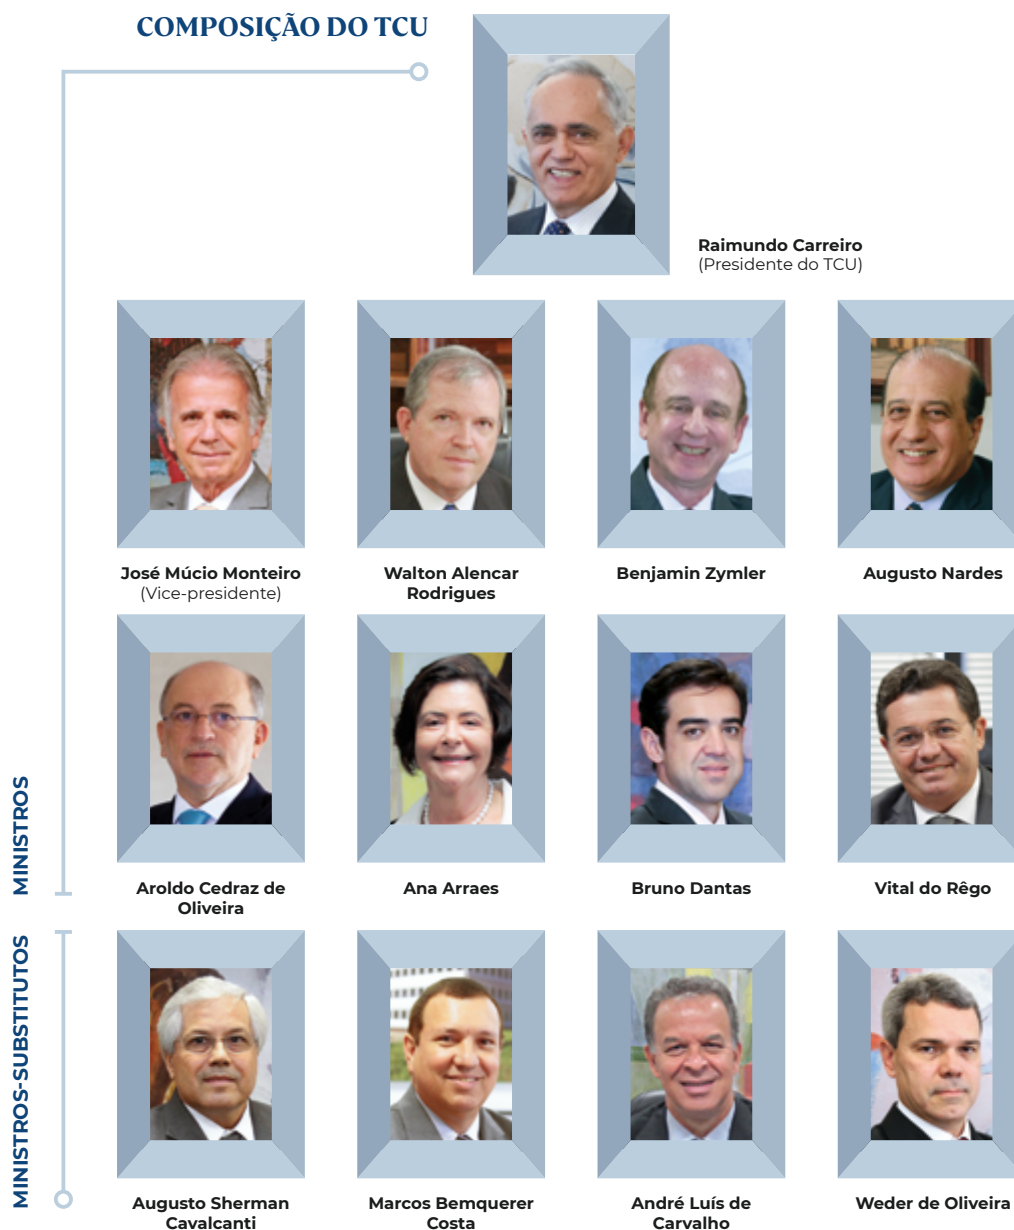 COMPOSIÇÃO DO TCU
Raimundo Carreiro
(Presidente do TCU)
José Múcio Monteiro
(Vice-presidente)
Walton Alencar
Rodrigues
Benjamin Zymler
Augusto Nardes
MINISTROS
Aroldo Cedraz de
Oliveira
Ana Arraes
Bruno Dantas
Vital do Rêgo
MINISTROS-SUBSTITUTOS
Augusto Sherman
Cavalcanti
Marcos Bemquerer
Costa
André Luís de
Carvalho
Weder de Oliveira